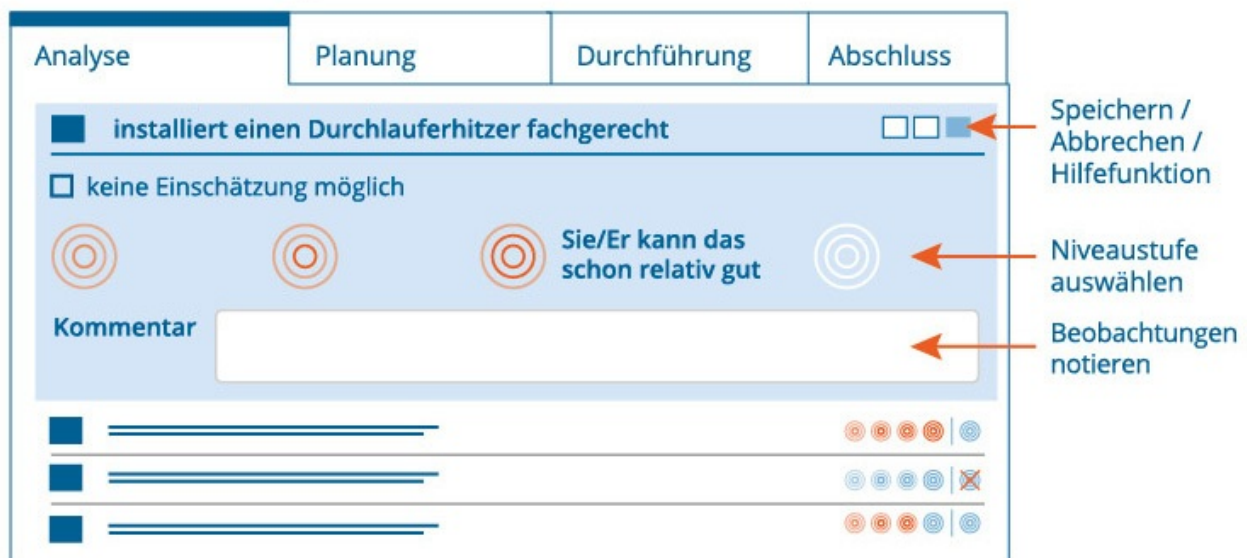 Analyse
Planung
Durchführung
Abschluss
installiert einen Durchlauferhitzer fachgerecht
Speichern /
Abbrechen /
Hilfefunktion
keine Einschätzung möglich
Sie/Er kann das
schon relativ gut
Niveaustufe
auswählen
Kommentar
Beobachtungen
notieren